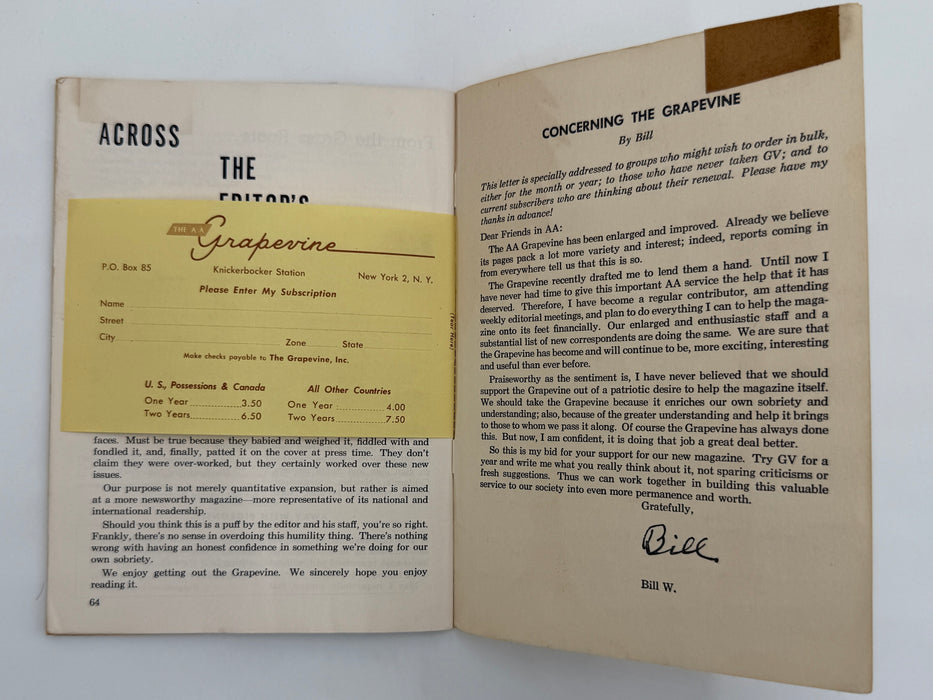 ACROSS
THE
EDITOR'S
THE A.A.
Grapevine
P.O. Box 85 Knickerbocker Station New York 2, N. Y.
Please Enter My Subscription
Name
Street
City Zone State
Make checks payable to The Grapevine, Inc.
(Tear Here)
U. S., Possessions & Canada All Other Countries
One Year 3.50 One Year 4.00
Two Years 6.50 Two Years 7.50
faces. Must be true because they babied and weighed it, fiddled with and
fondled it, and, finally, patted it on the cover at press time. They don't
claim they were over-worked, but they certainly worked over these new
issues.
Our purpose is not merely quantitative expansion, but rather is aimed
at a more newsworthy magazine—more representative of its national and
international readership.
Should you think this is a puff by the editor and his staff, you're so right.
Frankly, there's no sense in overdoing this humility thing. There's nothing
wrong with having an honest confidence in something we're doing for our
own sobriety.
We enjoy getting out the Grapevine. We sincerely hope you enjoy
reading it.
64
CONCERNING THE GRAPEVINE
By Bill
This letter is specially addressed to groups who might wish to order in bulk,
either for the month or year; to those who have never taken GV; and to
current subscribers who are thinking about their renewal. Please have my
thanks in advance!
Dear Friends in AA:
The AA Grapevine has been enlarged and improved. Already we believe
its pages pack a lot more variety and interest; indeed, reports coming in
from everywhere tell us that this is so.
The Grapevine recently drafted me to lend them a hand. Until now I
have never had time to give this important AA service the help that it has
deserved. Therefore, I have become a regular contributor, am attending
weekly editorial meetings, and plan to do everything I can to help the maga-
zine onto its feet financially. Our enlarged and enthusiastic staff and a
substantial list of new correspondents are doing the same. We are sure that
the Grapevine has become and will continue to be, more exciting, interesting
and useful than ever before.
Praiseworthy as the sentiment is, I have never believed that we should
support the Grapevine out of a patriotic desire to help the magazine itself.
We should take the Grapevine because it enriches our own sobriety and
understanding; also, because of the greater understanding and help it brings
to those to whom we pass it along. Of course the Grapevine has always done
this. But now, I am confident, it is doing that job a great deal better.
So this is my bid for your support for our new magazine. Try GV for a
year and write me what you really think about it, not sparing criticisms or
fresh suggestions. Thus we can work together in building this valuable
service to our society into even more permanence and worth.
Gratefully,
Bill
Bill W.